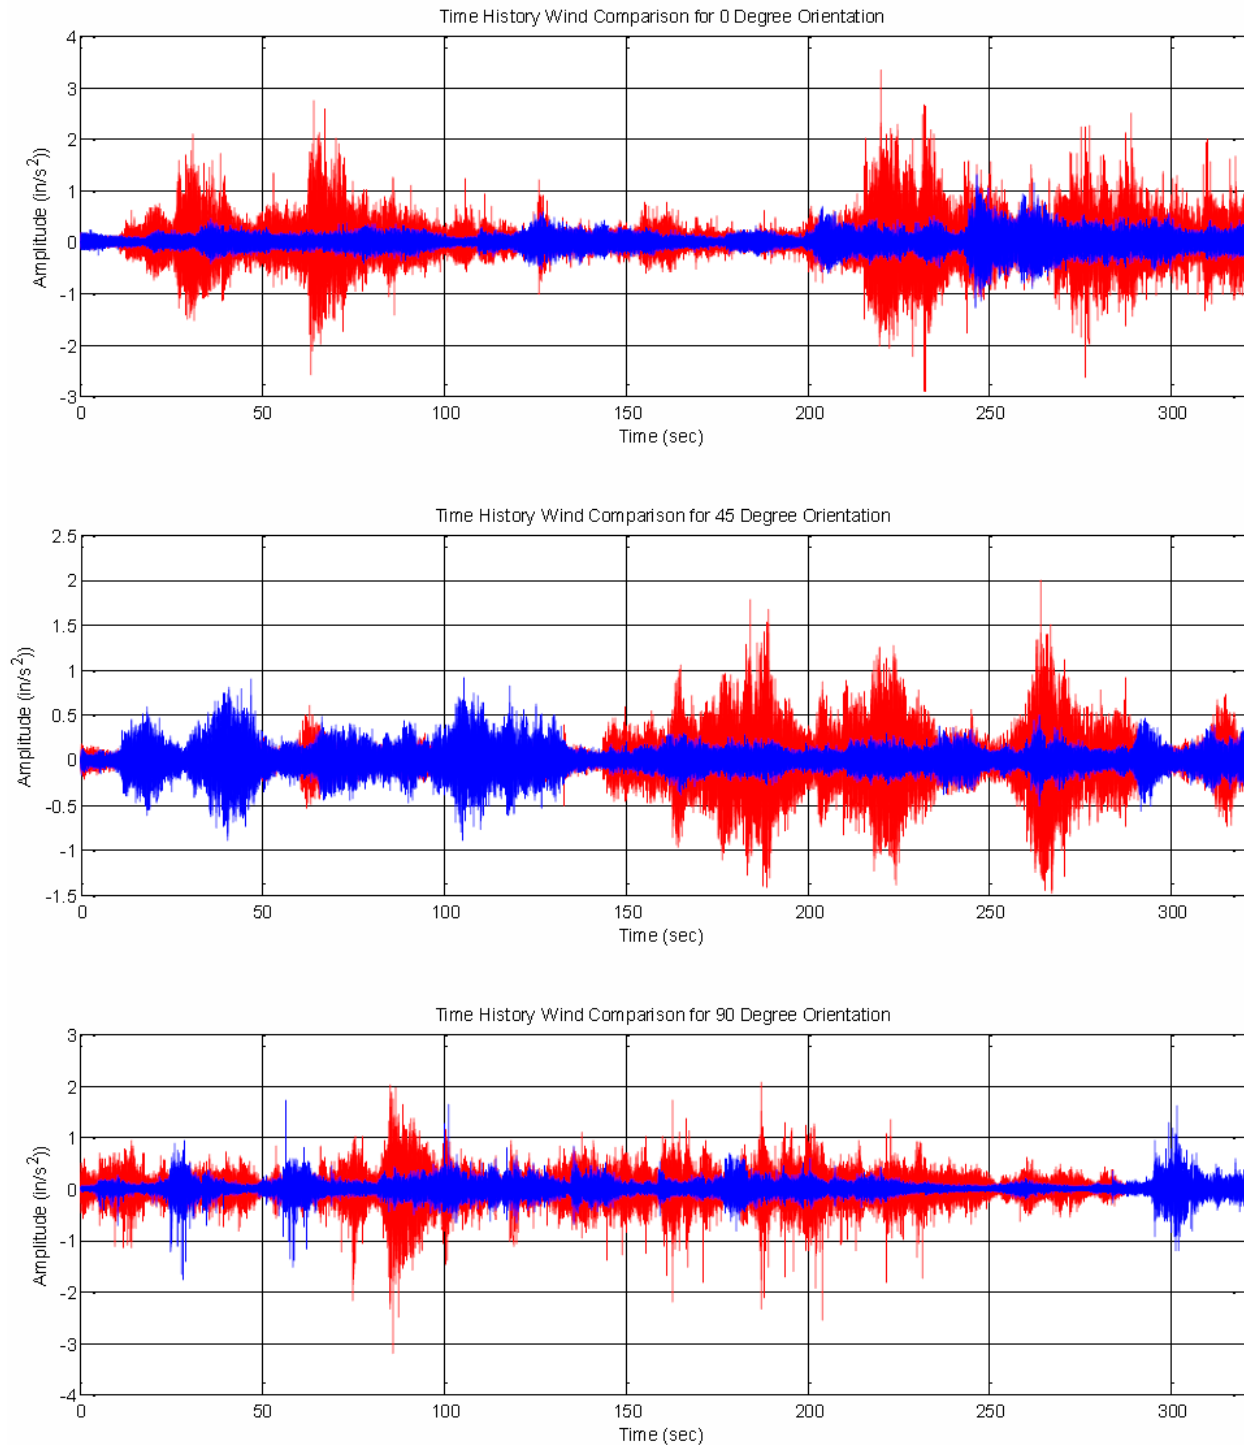 Time History Wind Comparison for 0 Degree Orientation
4
3
2
1
0
-1
-2
-3
Amplitude (in/s²))
0 50 100 150 200 250 300
Time (sec)
Time History Wind Comparison for 45 Degree Orientation
2.5
2
1.5
1
0.5
0
-0.5
-1
-1.5
Amplitude (in/s²))
0 50 100 150 200 250 300
Time (sec)
Time History Wind Comparison for 90 Degree Orientation
3
2
1
0
-1
-2
-3
-4
Amplitude (in/s²))
0 50 100 150 200 250 300
Time (sec)